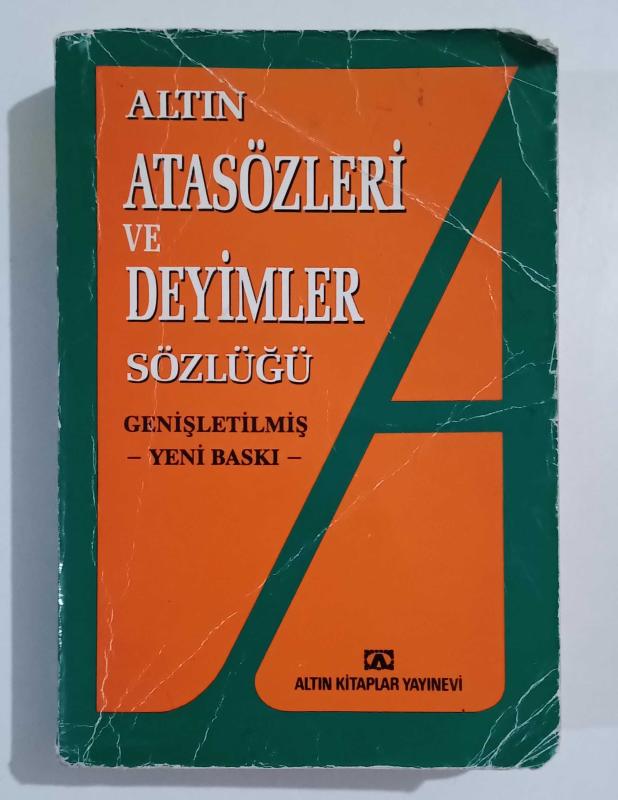 ALTIN
ATASÖZLERİ
VE
DEYİMLER
SÖZLÜĞÜ
GENİŞLETİLMİŞ
– YENİ BASKI –
ALTIN KİTAPLAR YAYINEVİ